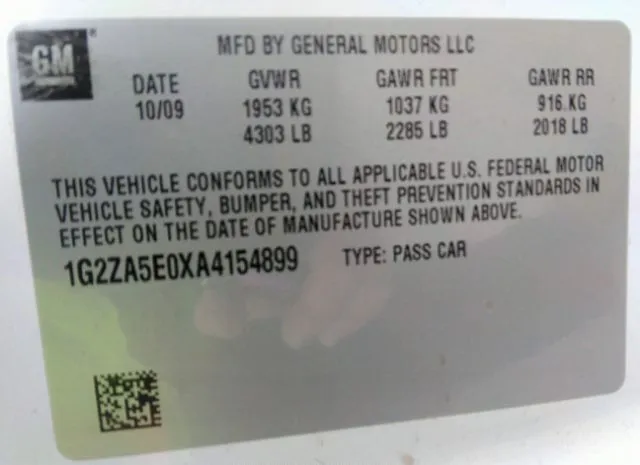 GM
MFD BY GENERAL MOTORS LLC
DATE GVWR GAWR FRT GAWR RR
10/09 1953 KG 1037 KG 916 KG
4303 LB 2285 LB 2018 LB
THIS VEHICLE CONFORMS TO ALL APPLICABLE U.S. FEDERAL MOTOR
VEHICLE SAFETY, BUMPER, AND THEFT PREVENTION STANDARDS IN
EFFECT ON THE DATE OF MANUFACTURE SHOWN ABOVE.
1G2ZA5E0XA4154899 TYPE: PASS CAR